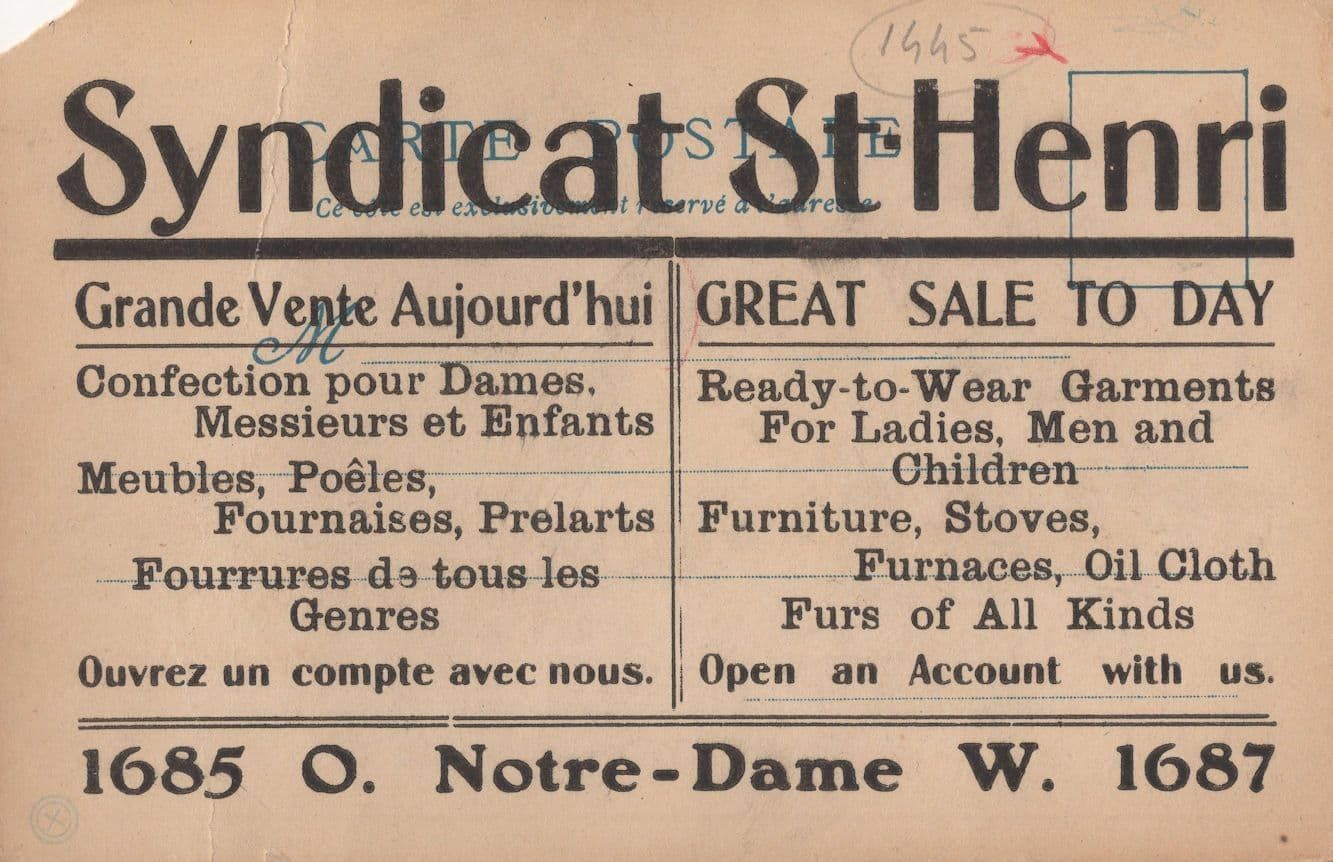 1445
Syndicat St-Henri
CARTE POSTALE
Ce côté est exclusivement réservé à l'adresse
Grande Vente Aujourd'hui
M
Confection pour Dames,
Messieurs et Enfants
Meubles, Poêles,
Fournaises, Prelarts
Fourrures de tous les
Genres
Ouvrez un compte avec nous.
GREAT SALE TO DAY
Ready-to-Wear Garments
For Ladies, Men and
Children
Furniture, Stoves,
Furnaces, Oil Cloth
Furs of All Kinds
Open an Account with us.
1685 O. Notre-Dame W. 1687